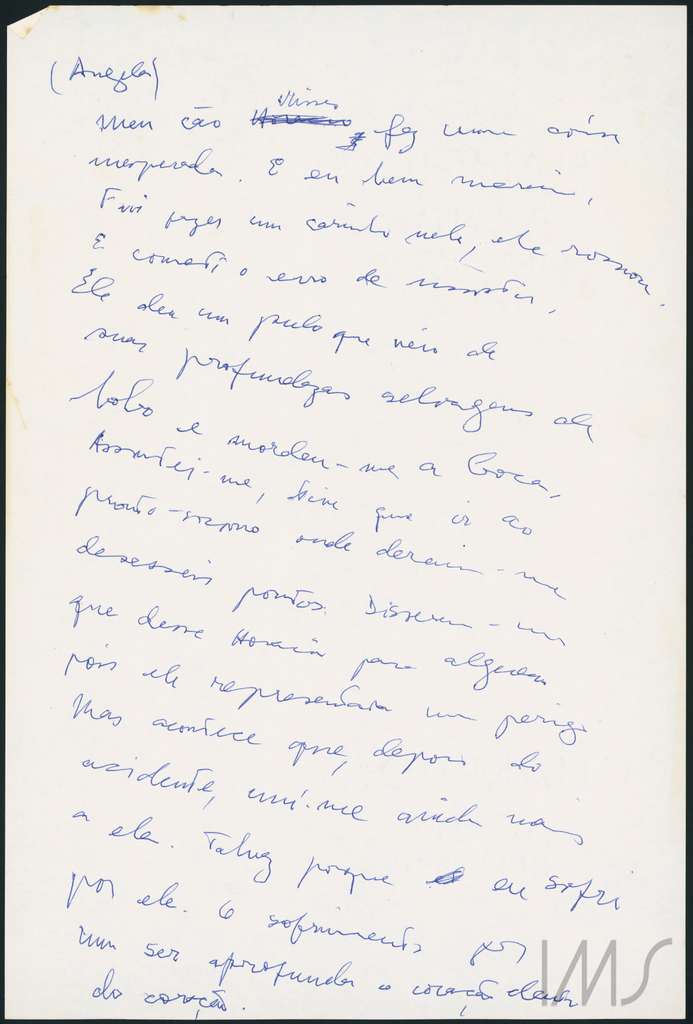 (Angela)
Ulisses
Meu cão Horacio fez uma coisa
inesperada. E eu bem mereci.
Fui fazer um carinho nele, ele rosnou.
E cometi o erro de insistir.
Ele deu um pulo que veio de
suas profundezas selvagens de
lobo e mordeu-me a boca.
Assustei-me, tive que ir ao
pronto-socorro onde deram-me
dezesseis pontos. Disseram-me
que desse Horacio para alguem
pois ele representava um perigo
Mas acontece que, depois do
acidente, uni-me ainda mais
a ele. Talvez porque eu sofri
por ele. O sofrimento por
um ser aprofunda o coração dentro
do coração.
IMS